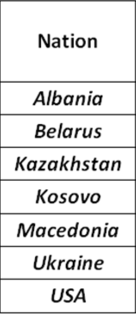 Nation
Albania
Belarus
Kazakhstan
Kosovo
Macedonia
Ukraine
USA